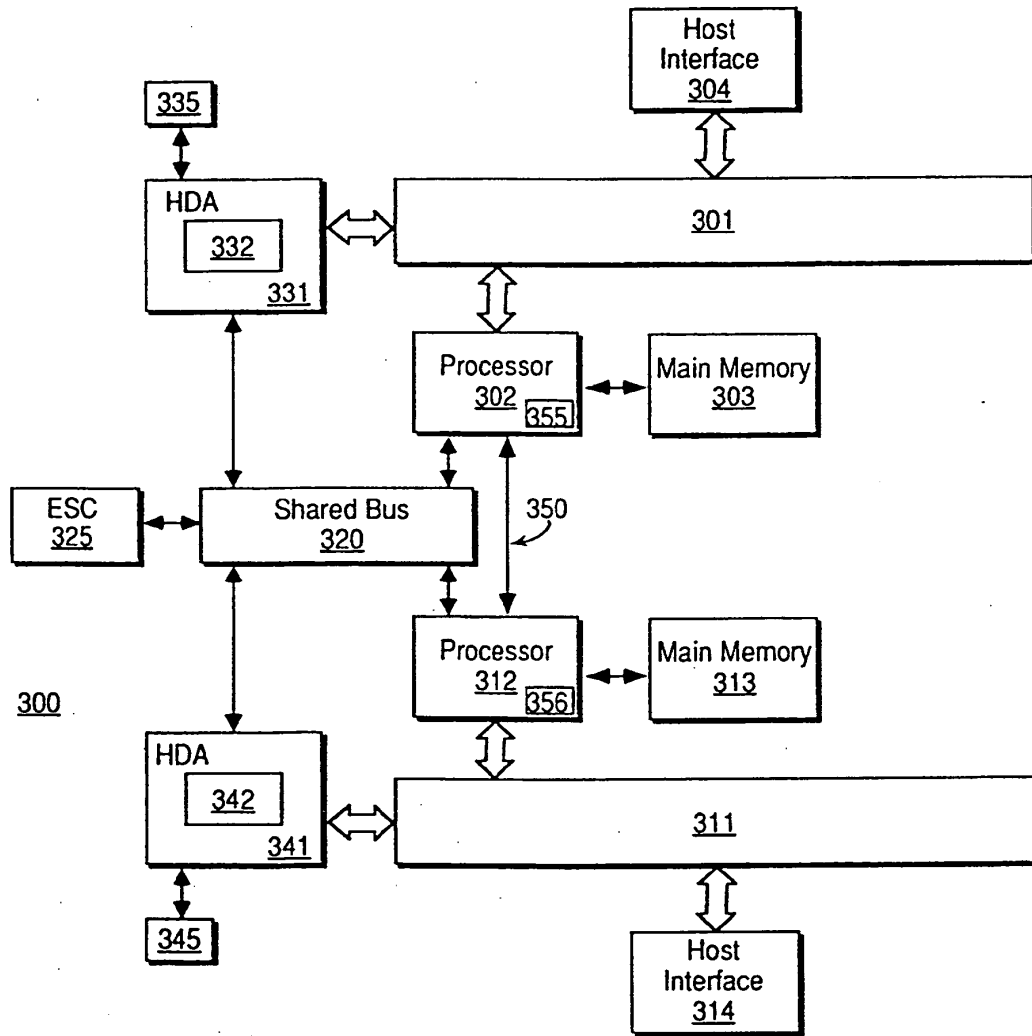 Host
Interface
304
335
HDA
332
331
301
Processor
302
355
Main Memory
303
ESC
325
Shared Bus
320
350
Processor
312
356
Main Memory
313
300
HDA
342
341
311
345
Host
Interface
314